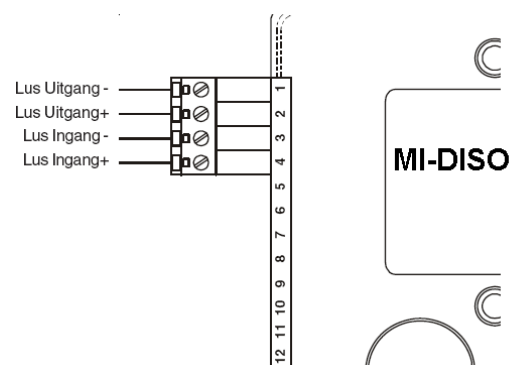 Lus Uitgang -
Lus Uitgang+
Lus Ingang -
Lus Ingang+
1
2
3
4
5
6
7
8
9
10
11
12
MI-DISO